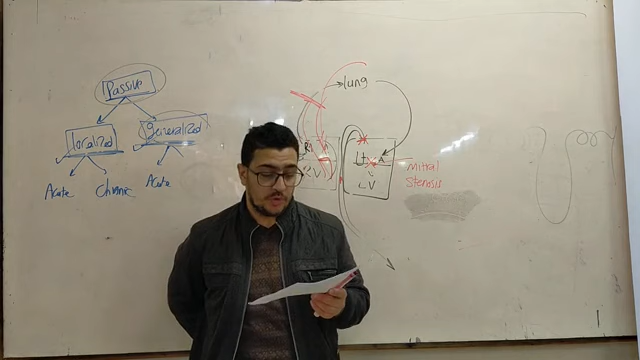 Passive
localized
generalized
Acute
Chronic
Acute
lung
Lt. A
LV
Mitral
Stenosis